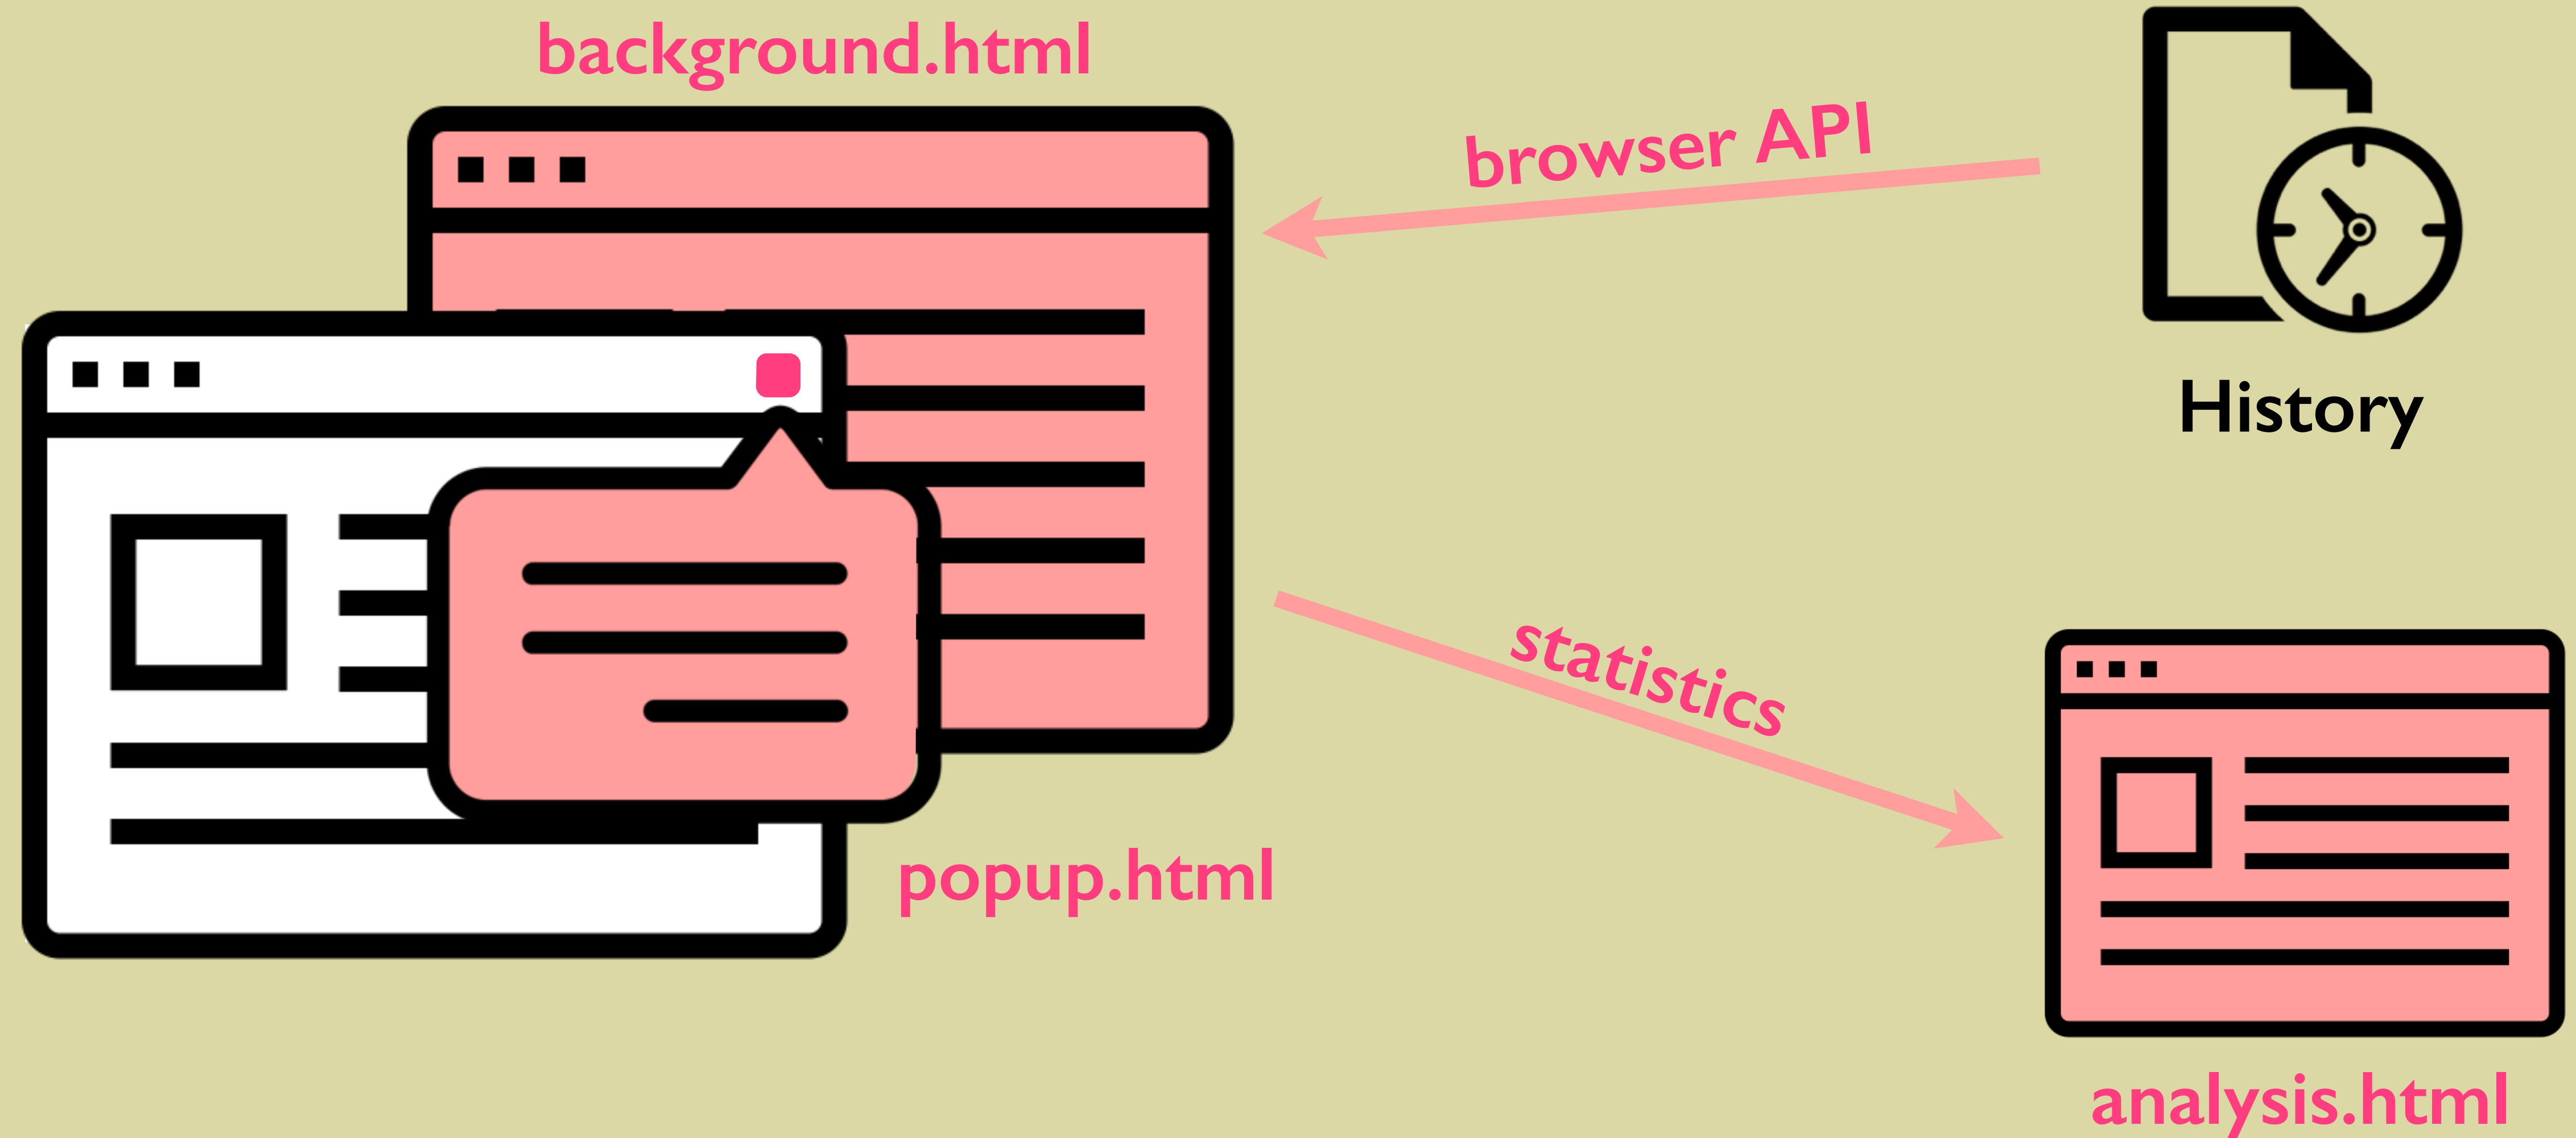 background.html
browser API
History
statistics
popup.html
analysis.html